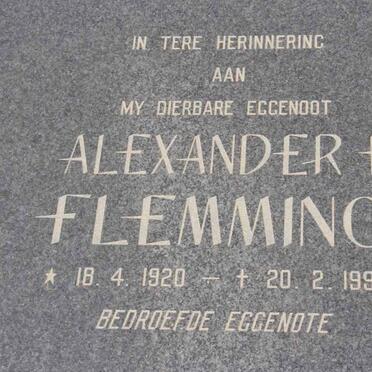 IN TERE HERINNERING
AAN
MY DIERBARE EGGENOOT
ALEXANDER
FLEMMING
* 18. 4. 1920 – † 20. 2. 199
BEDROEFDE EGGENOTE